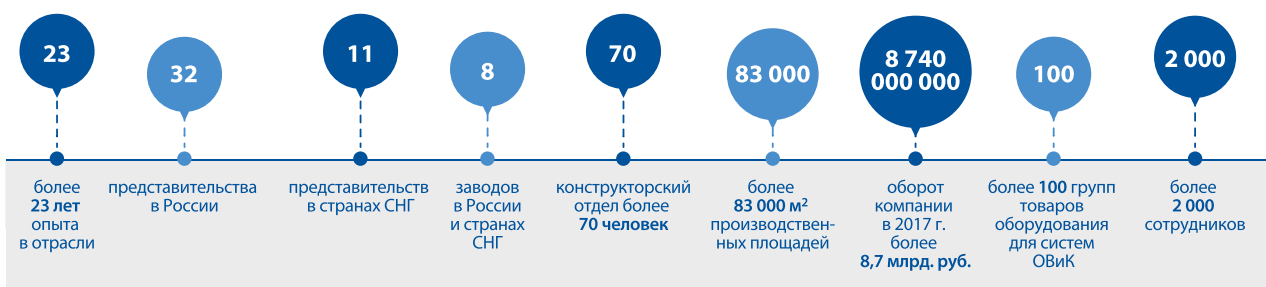 23
более
23 лет
опыта
в отрасли
32
представительства
в России
11
представительств
в странах СНГ
8
заводов
в России
и странах
СНГ
70
конструкторский
отдел более
70 человек
83 000
более
83 000 м²
производствен-
ных площадей
8 740
000 000
оборот
компании
в 2017 г.
более
8,7 млрд. руб.
100
более 100 групп
товаров
оборудования
для систем
ОВиК
2 000
более
2 000
сотрудников